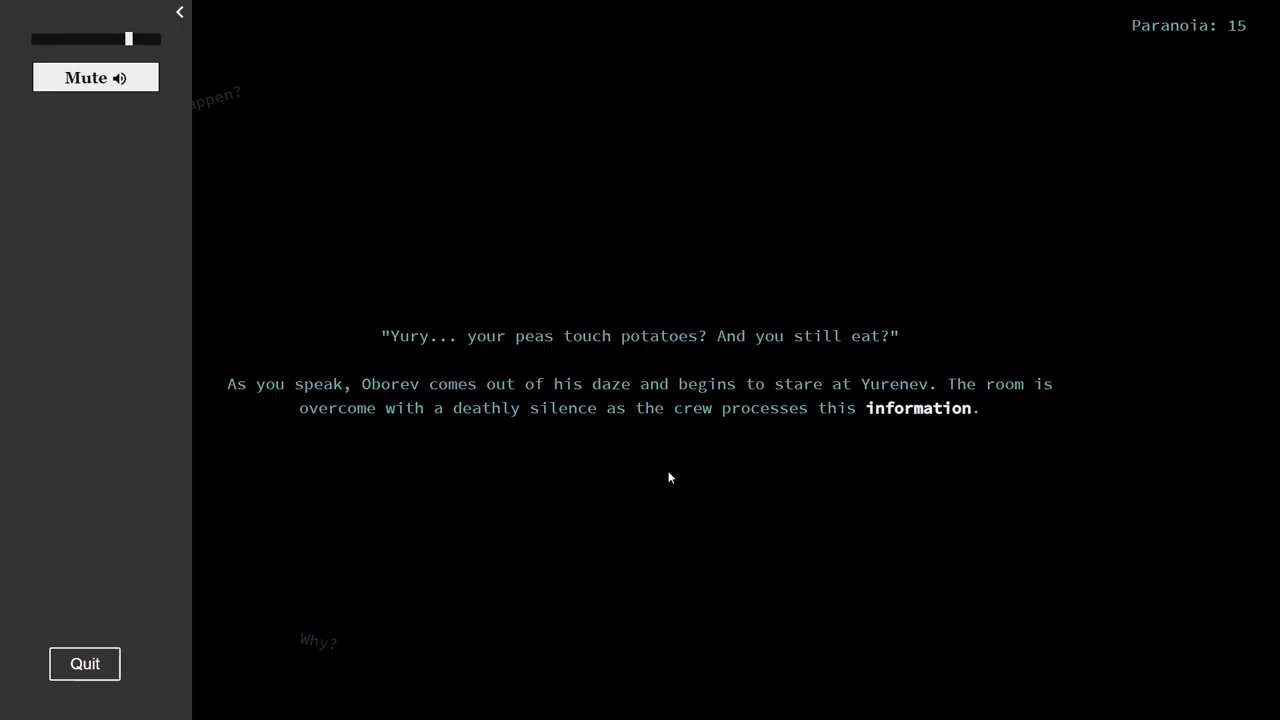 Paranoia: 15
Mute
appen?
"Yury... your peas touch potatoes? And you still eat?"
As you speak, Oborev comes out of his daze and begins to stare at Yurenev. The room is
overcome with a deathly silence as the crew processes this information.
Why?
Quit